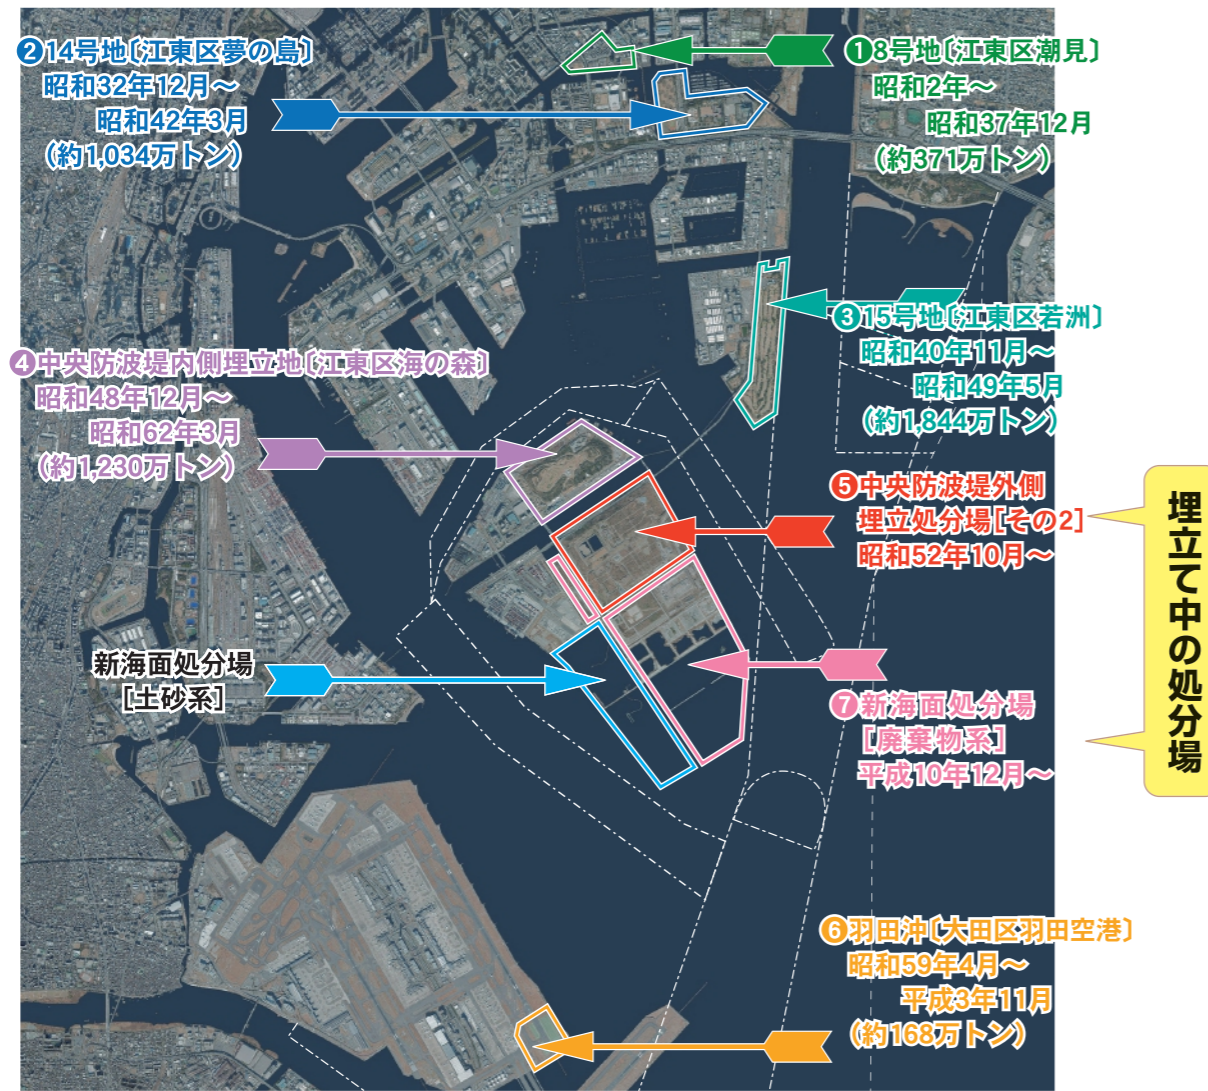 ❷14号地〔江東区夢の島〕
昭和32年12月～
昭和42年3月
（約1,034万トン）
❶8号地〔江東区潮見〕
昭和2年～
昭和37年12月
（約371万トン）
❸15号地〔江東区若洲〕
昭和40年11月～
昭和49年5月
（約1,844万トン）
❹中央防波堤内側埋立地〔江東区海の森〕
昭和48年12月～
昭和62年3月
（約1,230万トン）
❺中央防波堤外側
埋立処分場[その2]
昭和52年10月～
埋立て中の処分場
新海面処分場
[土砂系]
❼新海面処分場
[廃棄物系]
平成10年12月～
❻羽田沖〔大田区羽田空港〕
昭和59年4月～
平成3年11月
（約168万トン）